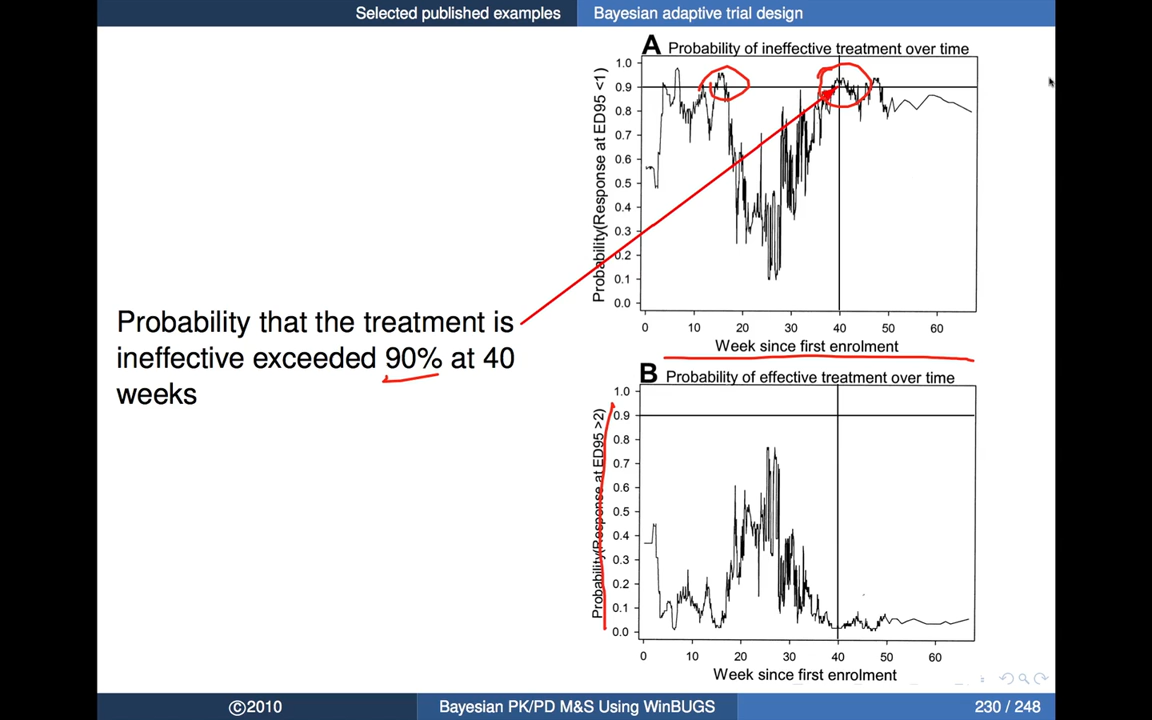 Selected published examples
Bayesian adaptive trial design
A Probability of ineffective treatment over time
Probability(Response at ED95 <1)
1.0
0.9
0.8
0.7
0.6
0.5
0.4
0.3
0.2
0.1
0.0
0 10 20 30 40 50 60
Week since first enrolment
Probability that the treatment is
ineffective exceeded 90% at 40
weeks
B Probability of effective treatment over time
Probability(Response at ED95 >2)
1.0
0.9
0.8
0.7
0.6
0.5
0.4
0.3
0.2
0.1
0.0
0 10 20 30 40 50 60
Week since first enrolment
©2010
Bayesian PK/PD M&S Using WinBUGS
230 / 248